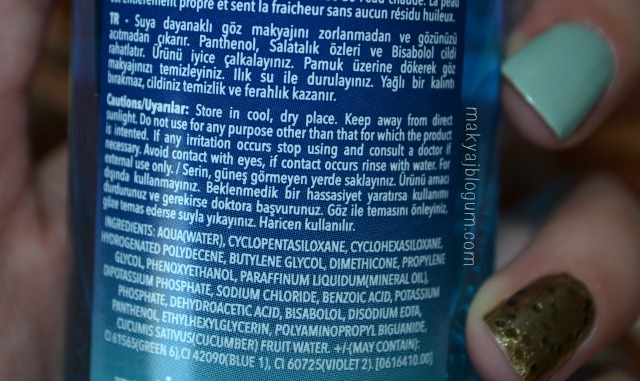 entièrement propre et sent la fraicheur sans aucun résidu huileux.
TR - Suya dayanaklı göz makyajını zorlanmadan ve gözünüzü
acıtmadan çıkarır. Panthenol, Salatalık özleri ve Bisabolol cildi
rahatlatır. Ürünü iyice çalkalayınız. Pamuk üzerine dökerek göz
makyajınızı temizleyiniz. Ilık su ile durulayınız. Yağlı bir kalıntı
bırakmaz, cildiniz temizlik ve ferahlık kazanır.
Cautions/Uyarılar: Store in cool, dry place. Keep away from direct
sunlight. Do not use for any purpose other than that for which the product
is intented. If any irritation occurs stop using and consult a doctor if
necessary. Avoid contact with eyes, if contact occurs rinse with water. For
external use only. / Serin, güneş görmeyen yerde saklayınız. Ürünü amacı
dışında kullanmayınız. Beklenmedik bir hassasiyet yaratırsa kullanımı
durdurunuz ve gerekirse doktora başvurunuz. Göz ile temasını önleyiniz,
göze temas ederse suyla yıkayınız. Haricen kullanılır.
INGREDIENTS: AQUA(WATER), CYCLOPENTASILOXANE, CYCLOHEXASILOXANE,
HYDROGENATED POLYDECENE, BUTYLENE GLYCOL, DIMETHICONE, PROPYLENE
GLYCOL, PHENOXYETHANOL, PARAFFINUM LIQUIDUM(MINERAL OIL),
DIPOTASSIUM PHOSPHATE, SODIUM CHLORIDE, BENZOIC ACID, POTASSIUM
PHOSPHATE, DEHYDROACETIC ACID, BISABOLOL, DISODIUM EDTA,
PANTHENOL, ETHYLHEXYLGLYCERIN, POLYAMINOPROPYL BIGUANIDE,
CUCUMIS SATIVUS(CUCUMBER) FRUIT WATER. +/-(MAY CONTAIN):
CI 61565(GREEN 6),CI 42090(BLUE 1), CI 60725(VIOLET 2). [0616410.00]
makyajblogum.com